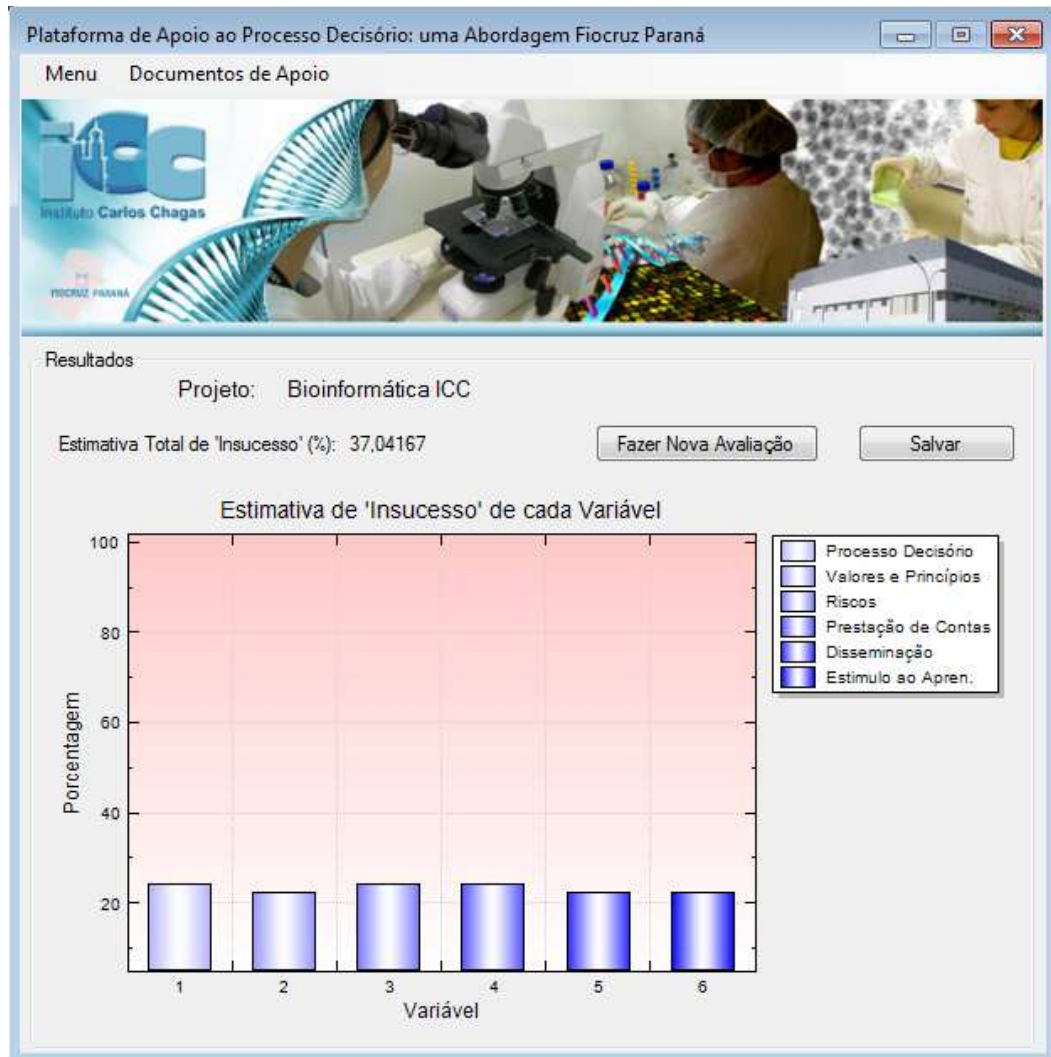 Plataforma de Apoio ao Processo Decisório: uma Abordagem Fiocruz Paraná
Menu Documentos de Apoio
icc
Instituto Carlos Chagas
FIOCRUZ PARANÁ
Resultados
Projeto: Bioinformática ICC
Estimativa Total de 'Insucesso' (%): 37,04167
Fazer Nova Avaliação
Salvar
Estimativa de 'Insucesso' de cada Variável
Porcentagem
100
80
60
40
20
1 2 3 4 5 6
Variável
Processo Decisório
Valores e Princípios
Riscos
Prestação de Contas
Disseminação
Estimulo ao Apren.